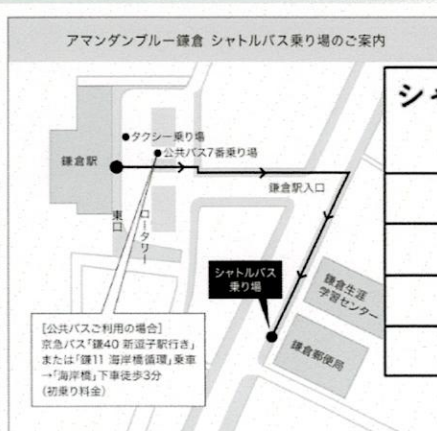 アマンダンブルー鎌倉 シャトルバス乗り場のご案内
シ
タクシー乗り場
公共バス7番乗り場
鎌倉駅
鎌倉駅入口
東口
ロータリー
シャトルバス
乗り場
鎌倉生涯
学習センター
鎌倉郵便局
[公共バスご利用の場合]
京急バス「鎌40 新逗子駅行き」
または「鎌11 海岸橋循環」乗車
→「海岸橋」下車徒歩3分
(初乗り料金)